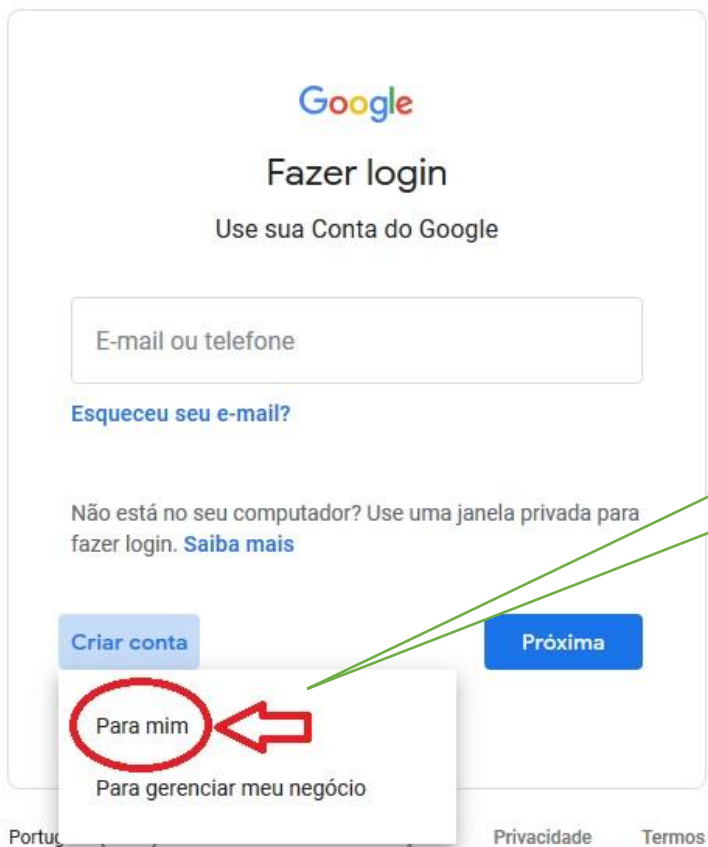 Google
Fazer login
Use sua Conta do Google
E-mail ou telefone
Esqueceu seu e-mail?
Não está no seu computador? Use uma janela privada para
fazer login. Saiba mais
Criar conta
Próxima
Para mim
Para gerenciar meu negócio
Privacidade
Termos